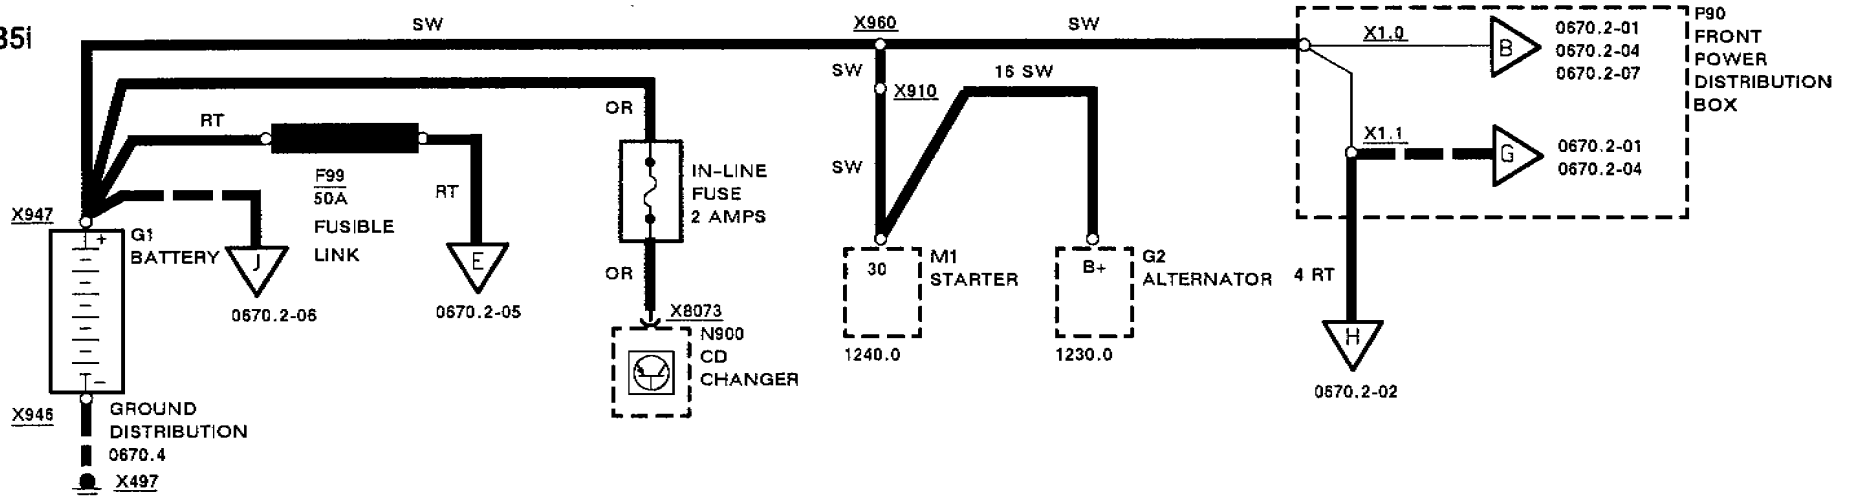 35i
SW
X960
SW
F90
FRONT
POWER
DISTRIBUTION
BOX
X1.0
B
0670.2-01
0670.2-04
0670.2-07
SW
16 SW
X910
OR
RT
F99
50A
FUSIBLE
LINK
RT
IN-LINE
FUSE
2 AMPS
SW
X1.1
G
0670.2-01
0670.2-04
X947
+
G1
BATTERY
J
0670.2-06
E
0670.2-05
OR
X8073
N900
CD
CHANGER
30
M1
STARTER
1240.0
B+
G2
ALTERNATOR
1230.0
4 RT
H
0670.2-02
−
X946
GROUND
DISTRIBUTION
0670.4
X497